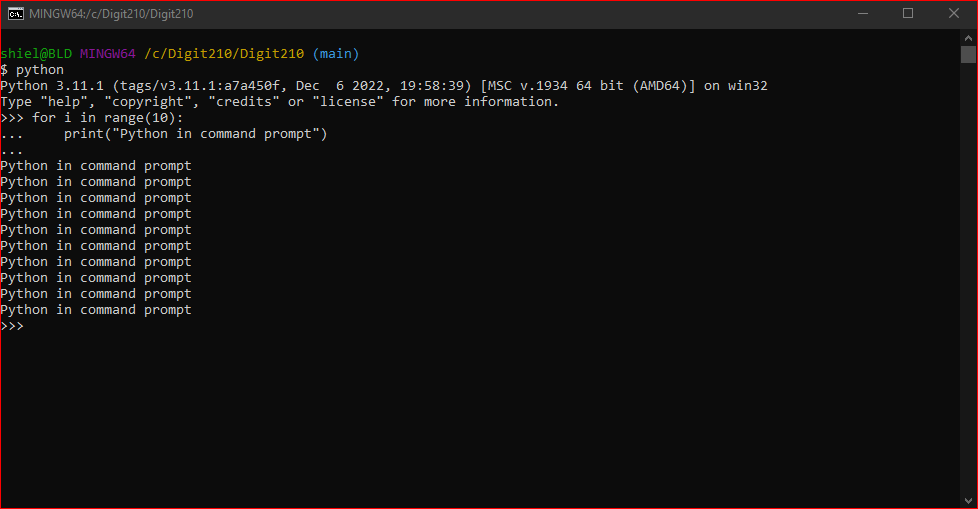 MINGW64:/c/Digit210/Digit210
shiel@BLD MINGW64 /c/Digit210/Digit210 (main)
$ python
Python 3.11.1 (tags/v3.11.1:a7a450f, Dec  6 2022, 19:58:39) [MSC v.1934 64 bit (AMD64)] on win32
Type "help", "copyright", "credits" or "license" for more information.
>>> for i in range(10):
...     print("Python in command prompt")
...
Python in command prompt
Python in command prompt
Python in command prompt
Python in command prompt
Python in command prompt
Python in command prompt
Python in command prompt
Python in command prompt
Python in command prompt
Python in command prompt
>>>